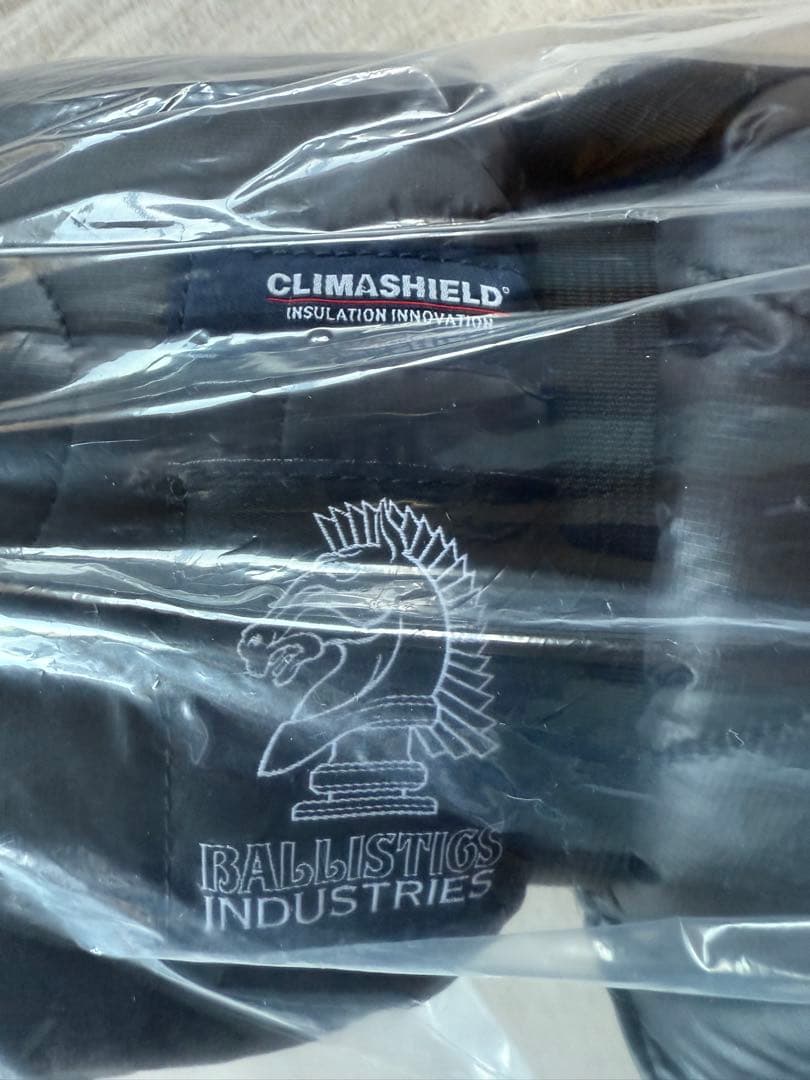 CLIMASHIELD®
INSULATION INNOVATION
BALLISTICS
INDUSTRIES